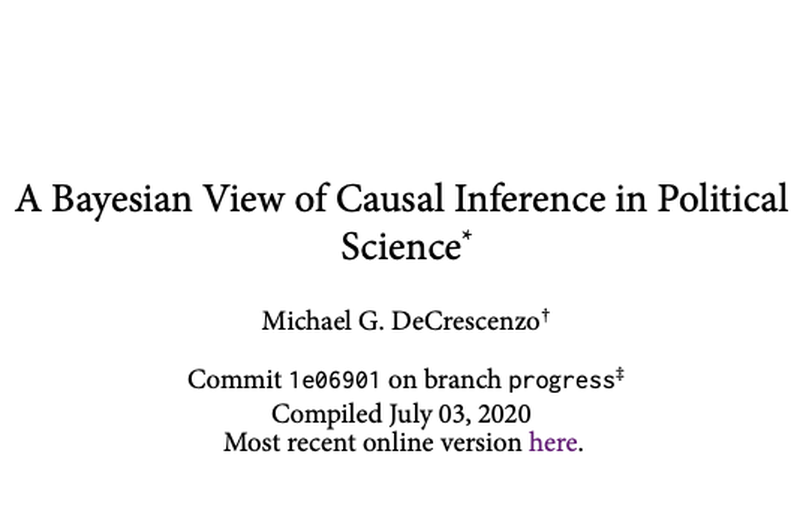 A Bayesian View of Causal Inference in Political
Science*
Michael G. DeCrescenzo†
Commit 1e06901 on branch progress‡
Compiled July 03, 2020
Most recent online version here.